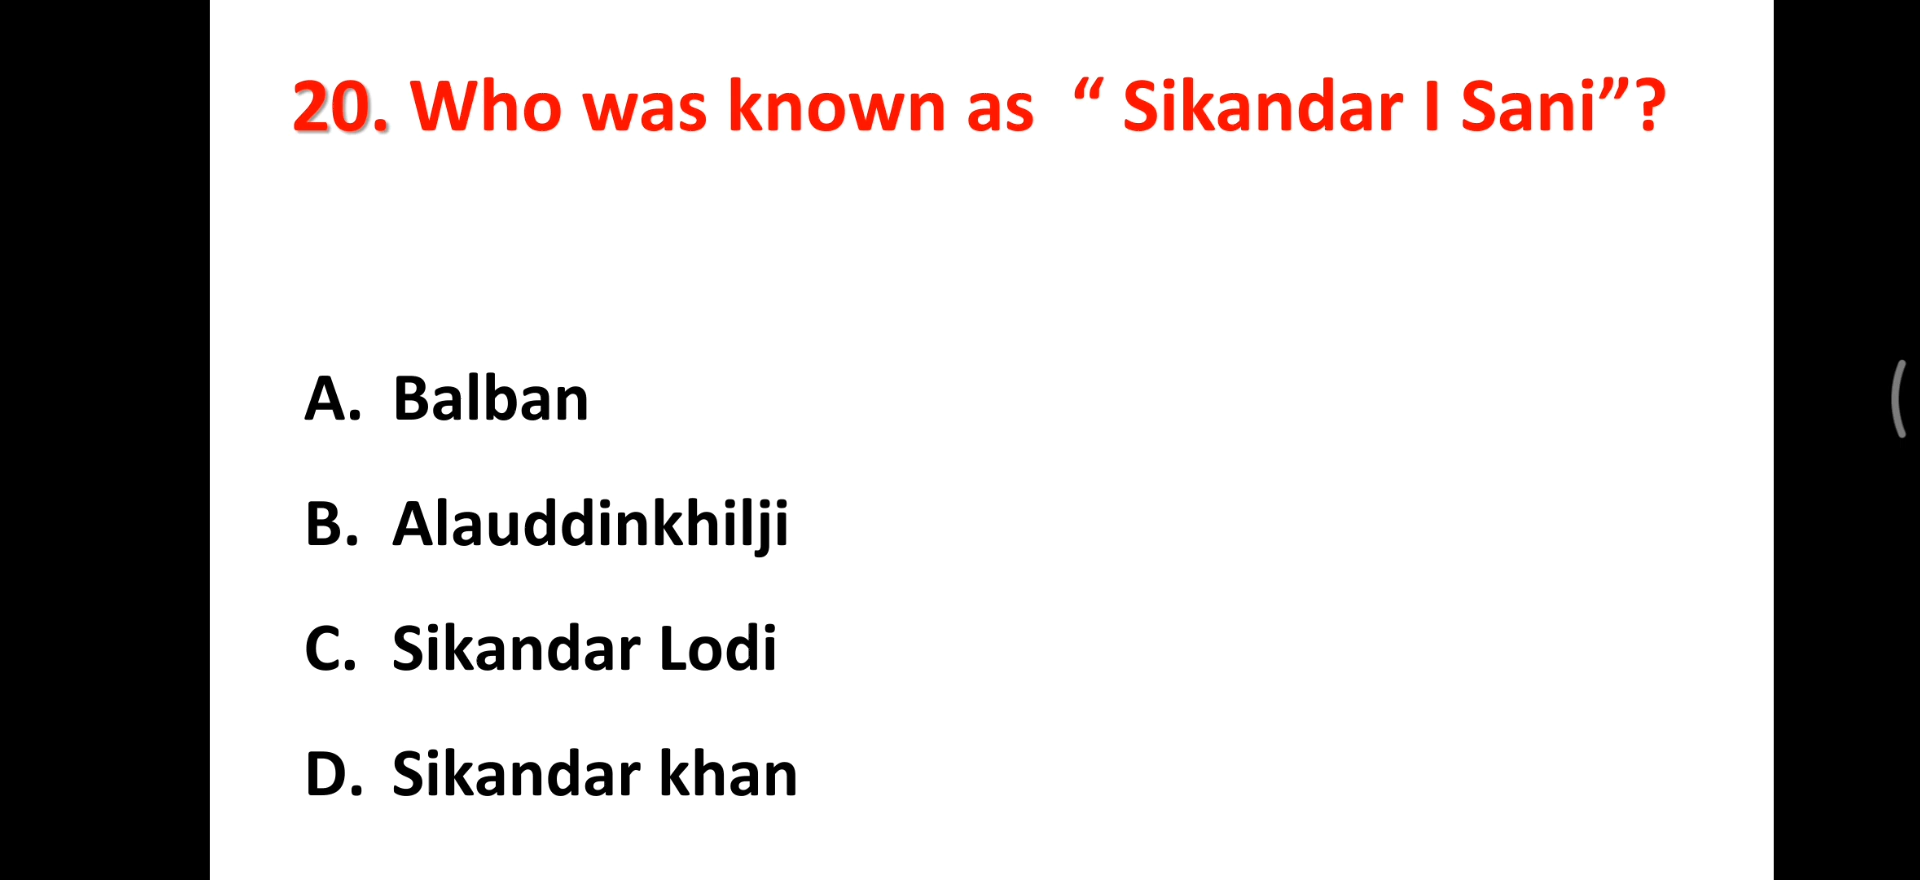 20. Who was known as “ Sikandar I Sani”?
A. Balban
B. Alauddinkhilji
C. Sikandar Lodi
D. Sikandar khan